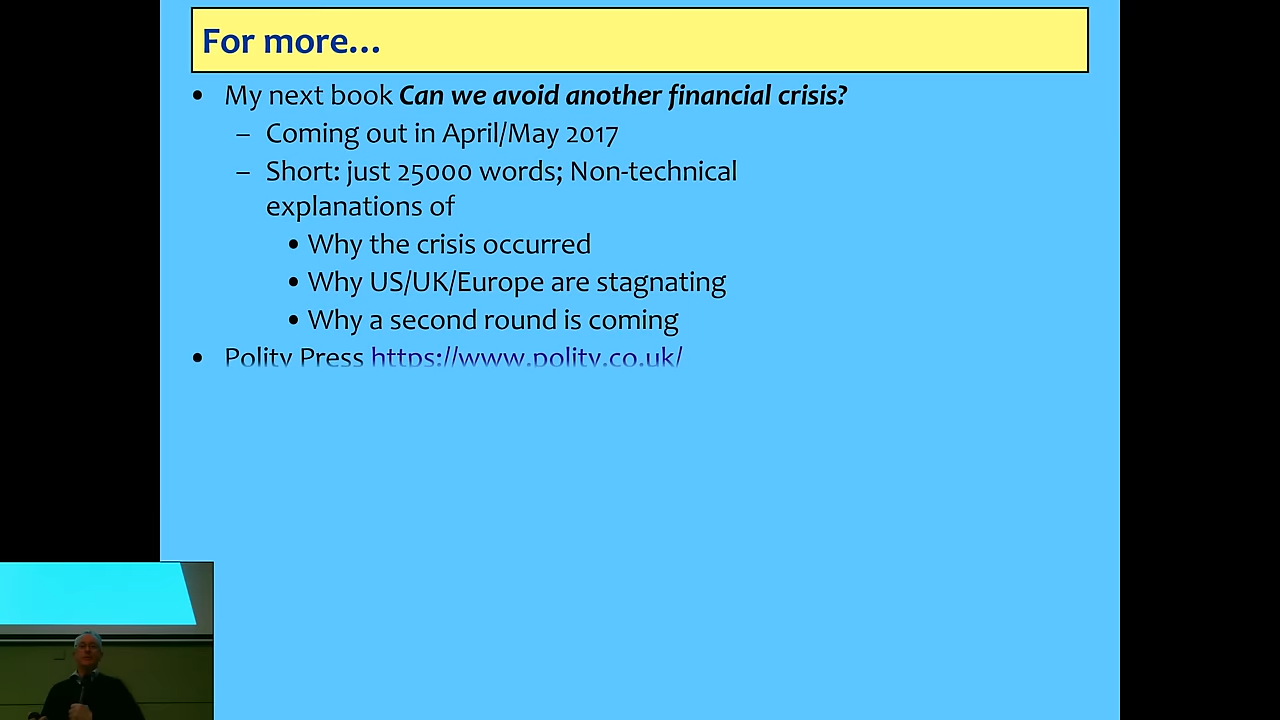 For more...
• My next book Can we avoid another financial crisis?
– Coming out in April/May 2017
– Short: just 25000 words; Non-technical
explanations of
• Why the crisis occurred
• Why US/UK/Europe are stagnating
• Why a second round is coming
• Polity Press https://www.polity.co.uk/